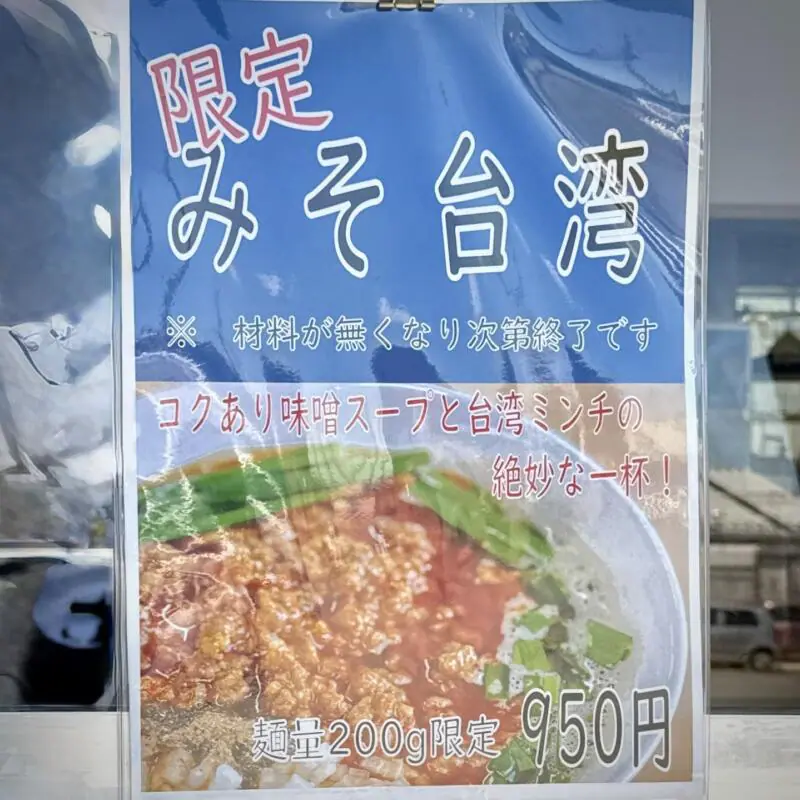 限定
みそ台湾
※ 材料が無くなり次第終了です
コクあり味噌スープと台湾ミンチの
絶妙な一杯!
麺量200g限定 950円